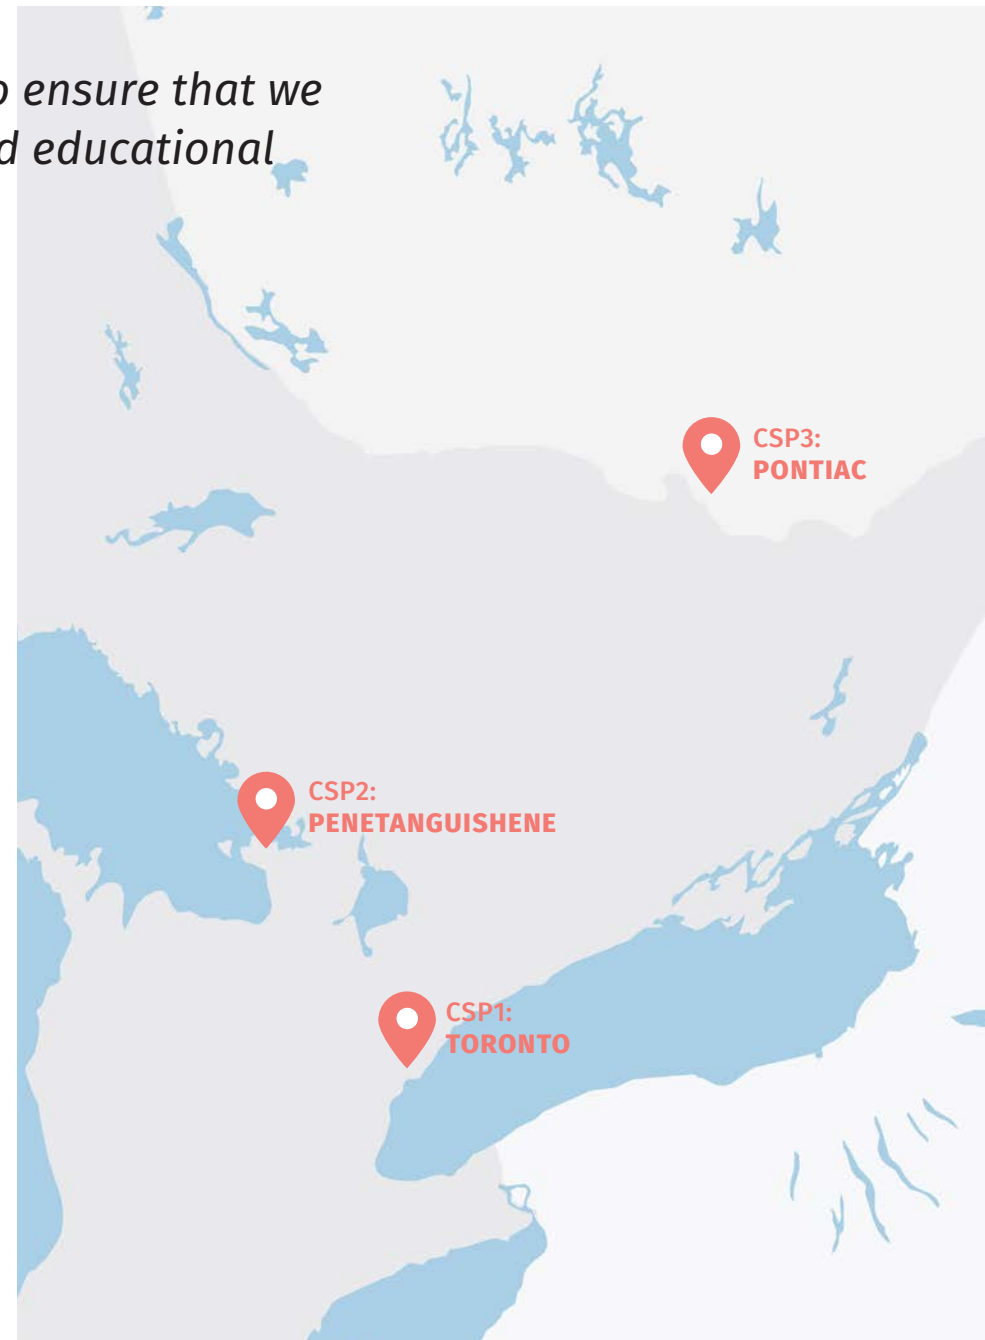 ensure that we
educational
CSP3:
PONTIAC
CSP2:
PENETANGUISHENE
CSP1:
TORONTO